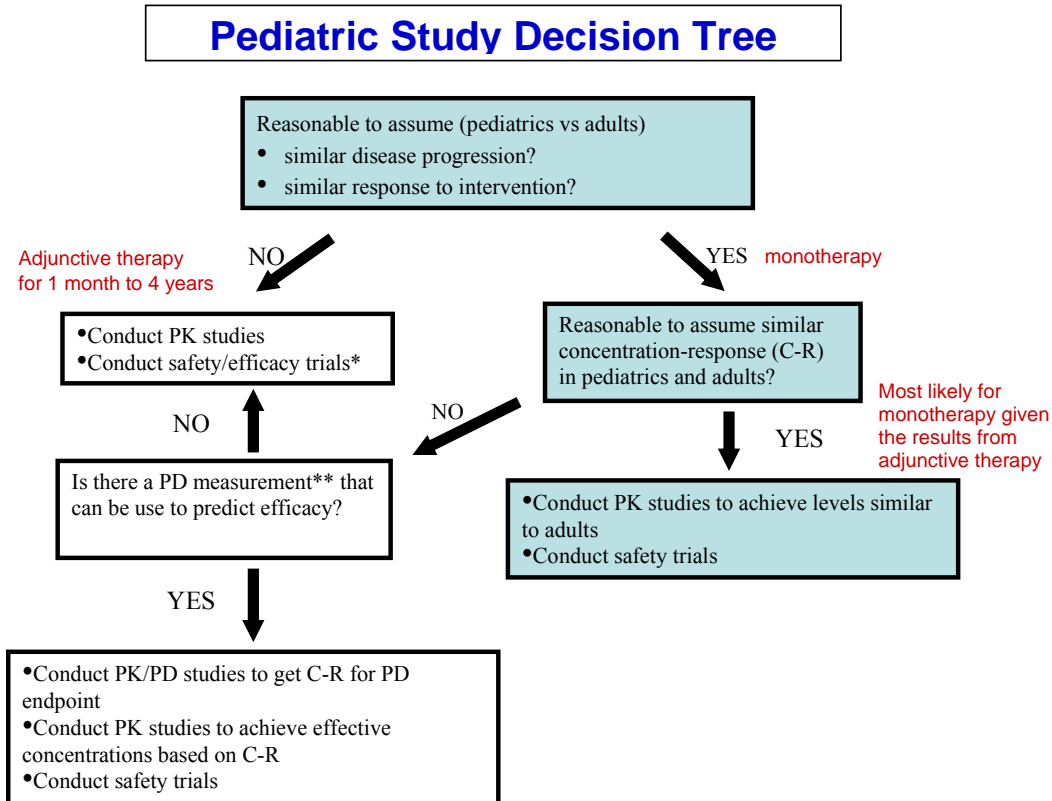 Pediatric Study Decision Tree
Reasonable to assume (pediatrics vs adults)
• similar disease progression?
• similar response to intervention?
Adjunctive therapy
for 1 month to 4 years
NO
YES
monotherapy
•Conduct PK studies
•Conduct safety/efficacy trials*
Reasonable to assume similar
concentration-response (C-R)
in pediatrics and adults?
NO
NO
YES
Most likely for
monotherapy given
the results from
adjunctive therapy
Is there a PD measurement** that
can be use to predict efficacy?
•Conduct PK studies to achieve levels similar
to adults
•Conduct safety trials
YES
•Conduct PK/PD studies to get C-R for PD
endpoint
•Conduct PK studies to achieve effective
concentrations based on C-R
•Conduct safety trials